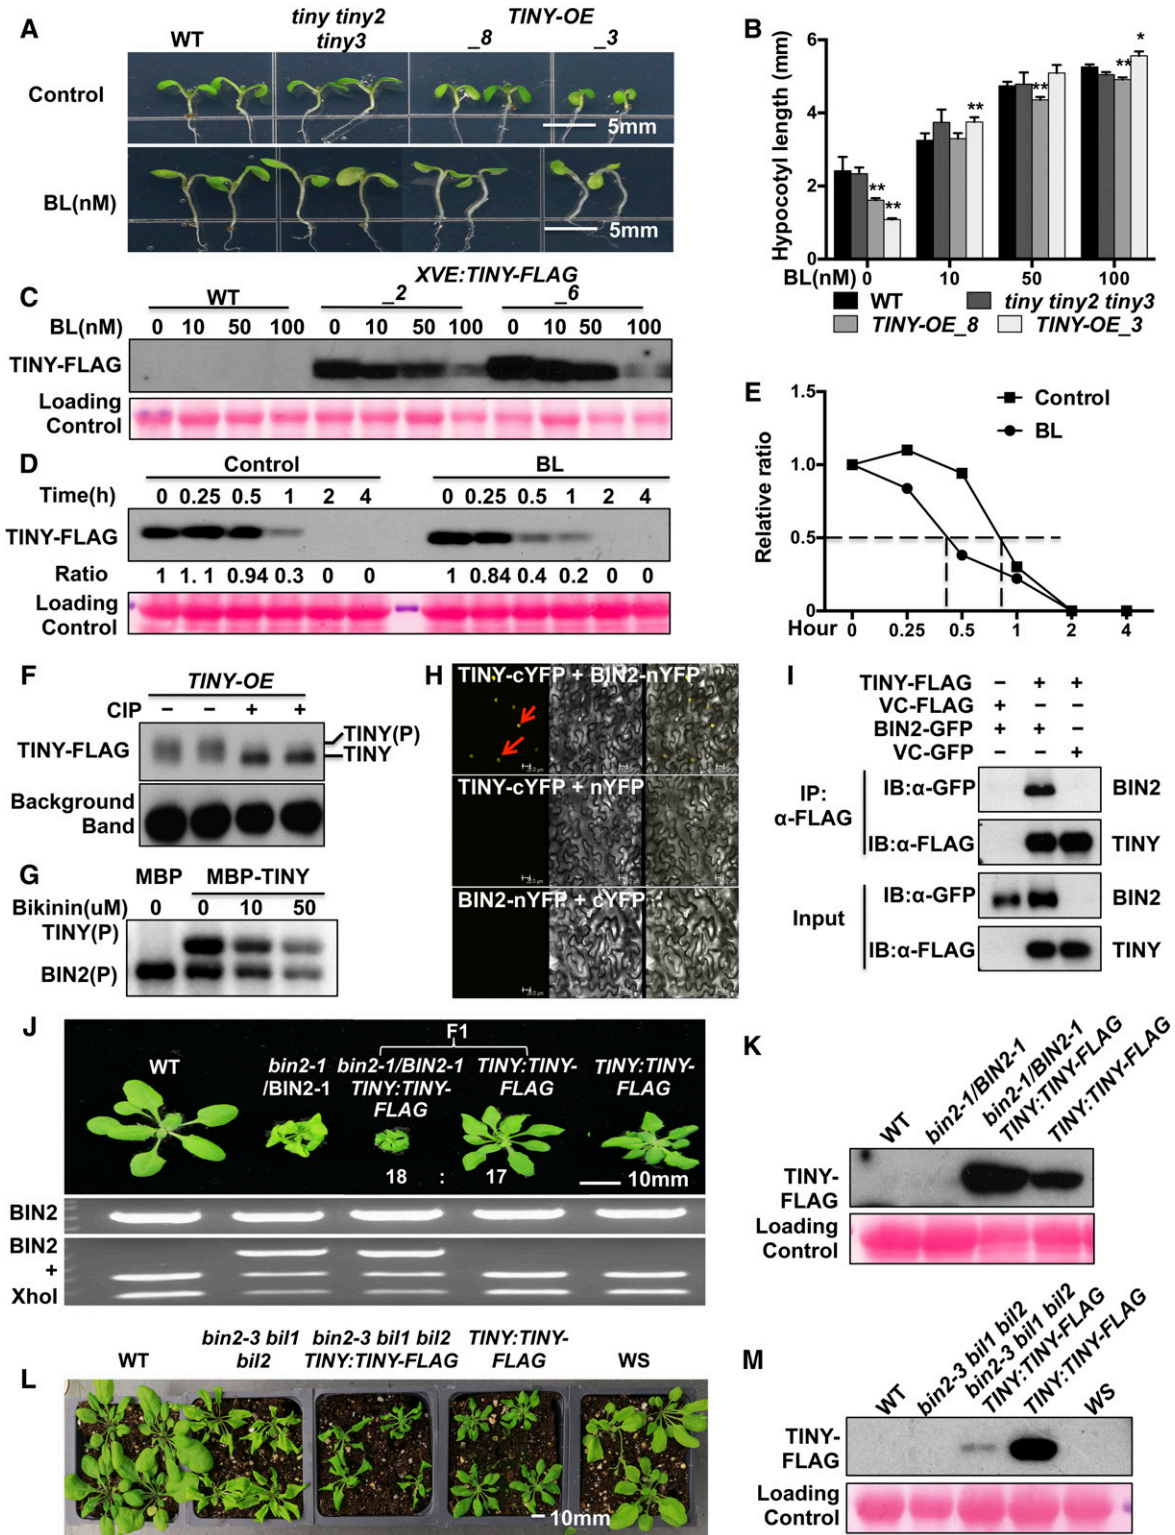 A
WT
tiny tiny2
tiny3
TINY-OE
_8
_3
Control
5mm
BL(nM)
5mm
B
Hypocotyl length (mm)
6
4
2
0
**
**
**
**
**
*
BL(nM)
0
10
50
100
WT
tiny tiny2 tiny3
TINY-OE_8
TINY-OE_3
C
XVE:TINY-FLAG
WT
_2
_6
BL(nM)
0 10 50 100 0 10 50 100 0 10 50 100
TINY-FLAG
Loading
Control
D
Control
BL
Time(h)
0 0.25 0.5 1 2 4 0 0.25 0.5 1 2 4
TINY-FLAG
Ratio
1 1. 1 0.94 0.3 0 0 1 0.84 0.4 0.2 0 0
Loading
Control
E
Relative ratio
1.5
1.0
0.5
0
Control
BL
Hour
0 0.25 0.5 1 2 4
F
TINY-OE
CIP
− − + +
TINY-FLAG
TINY(P)
TINY
Background
Band
G
MBP
MBP-TINY
Bikinin(uM)
0 0 10 50
TINY(P)
BIN2(P)
H
TINY-cYFP + BIN2-nYFP
TINY-cYFP + nYFP
BIN2-nYFP + cYFP
I
TINY-FLAG − + +
VC-FLAG + − −
BIN2-GFP + + −
VC-GFP − − +
IP:
α-FLAG
IB:α-GFP
BIN2
IB:α-FLAG
TINY
Input
IB:α-GFP
BIN2
IB:α-FLAG
TINY
J
F1
WT
bin2-1
/BIN2-1
bin2-1/BIN2-1
TINY:TINY-
FLAG
TINY:TINY-
FLAG
TINY:TINY-
FLAG
18 : 17
10mm
BIN2
BIN2
+
XhoI
K
WT
bin2-1/BIN2-1
bin2-1/BIN2-1
TINY:TINY-FLAG
TINY:TINY-FLAG
TINY-
FLAG
Loading
Control
L
WT
bin2-3 bil1
bil2
bin2-3 bil1 bil2
TINY:TINY-FLAG
TINY:TINY-
FLAG
WS
10mm
M
WT
bin2-3 bil1 bil2
bin2-3 bil1 bil2
TINY:TINY-FLAG
TINY:TINY-FLAG
WS
TINY-
FLAG
Loading
Control